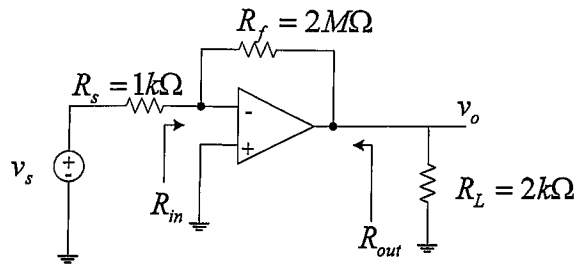 R_f = 2MΩ
R_s = 1kΩ
-
v_o
+
-
+
v_s
R_in
R_L = 2kΩ
R_out